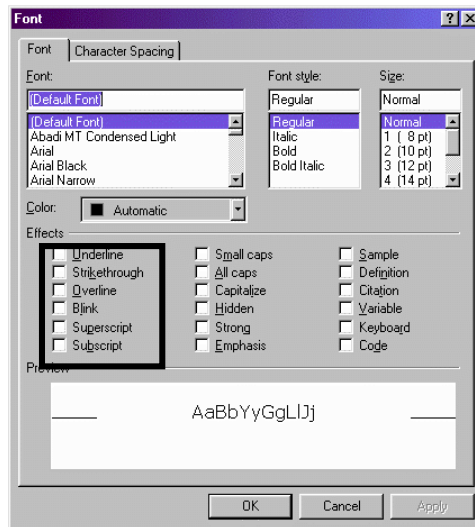 Font
Font Character Spacing
Font: Font style: Size:
(Default Font) Regular Normal
(Default Font) Regular Normal
Abadi MT Condensed Light Italic 1 ( 8 pt)
Arial Bold 2 (10 pt)
Arial Black Bold Italic 3 (12 pt)
Arial Narrow 4 (14 pt)
Color: Automatic
Effects
Underline Small caps Sample
Strikethrough All caps Definition
Overline Capitalize Citation
Blink Hidden Variable
Superscript Strong Keyboard
Subscript Emphasis Code
Preview
AaBbYyGgLlJj
OK Cancel Apply